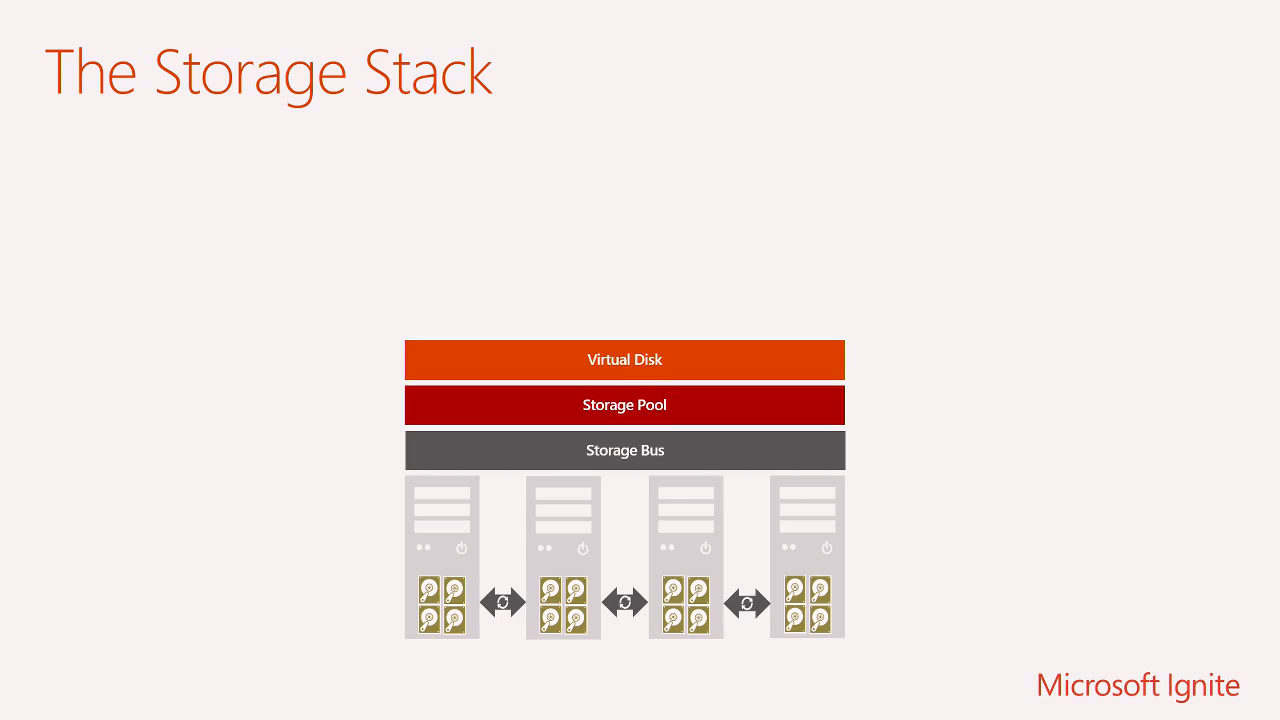 The Storage Stack
Virtual Disk
Storage Pool
Storage Bus
Microsoft Ignite